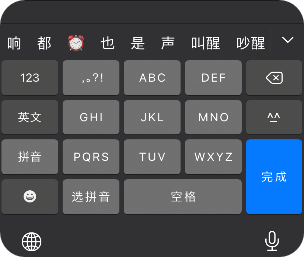 响 都 ⏰ 也 是 声 叫醒 吵醒
123 ,。?! ABC DEF
英文 GHI JKL MNO ^^
拼音 PQRS TUV WXYZ 完成
选拼音 空格